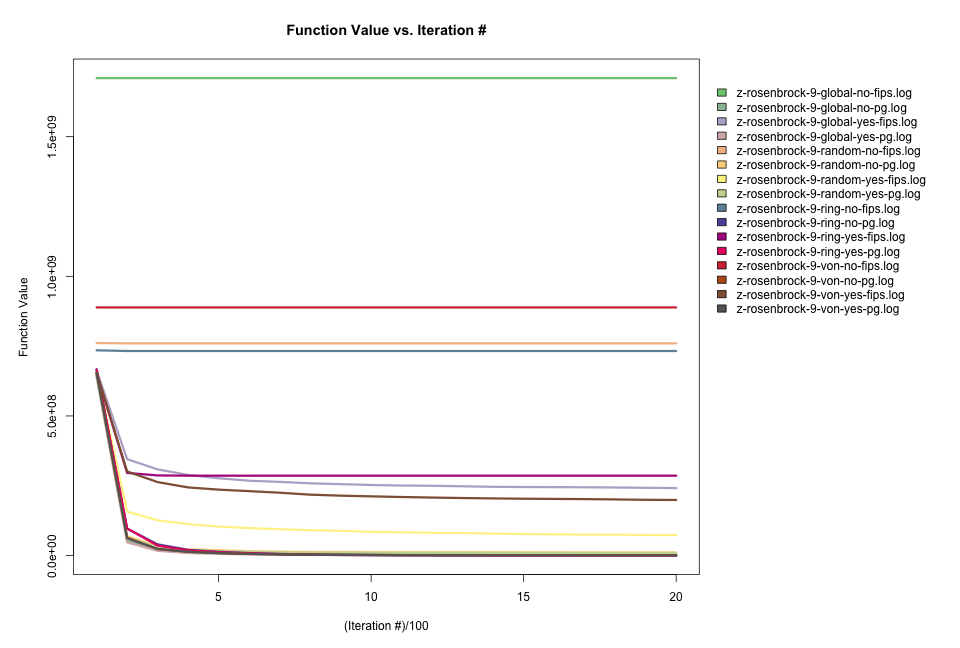 Function Value vs. Iteration #
Function Value
0.0e+00
5.0e+08
1.0e+09
1.5e+09
5
10
15
20
(Iteration #)/100
z-rosenbrock-9-global-no-fips.log
z-rosenbrock-9-global-no-pg.log
z-rosenbrock-9-global-yes-fips.log
z-rosenbrock-9-global-yes-pg.log
z-rosenbrock-9-random-no-fips.log
z-rosenbrock-9-random-no-pg.log
z-rosenbrock-9-random-yes-fips.log
z-rosenbrock-9-random-yes-pg.log
z-rosenbrock-9-ring-no-fips.log
z-rosenbrock-9-ring-no-pg.log
z-rosenbrock-9-ring-yes-fips.log
z-rosenbrock-9-ring-yes-pg.log
z-rosenbrock-9-von-no-fips.log
z-rosenbrock-9-von-no-pg.log
z-rosenbrock-9-von-yes-fips.log
z-rosenbrock-9-von-yes-pg.log